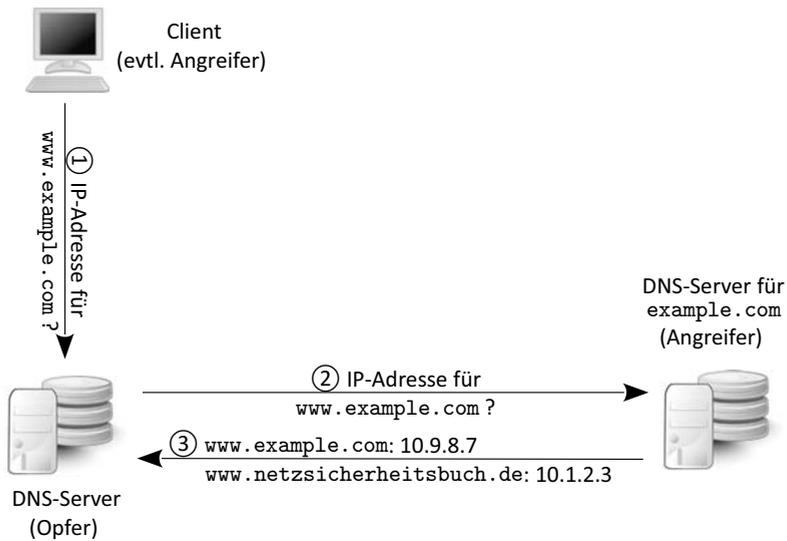 Client
(evtl. Angreifer)
① IP-Adresse für
www.example.com ?
DNS-Server für
example.com
(Angreifer)
② IP-Adresse für
www.example.com ?
③ www.example.com: 10.9.8.7
www.netzsicherheitsbuch.de: 10.1.2.3
DNS-Server
(Opfer)